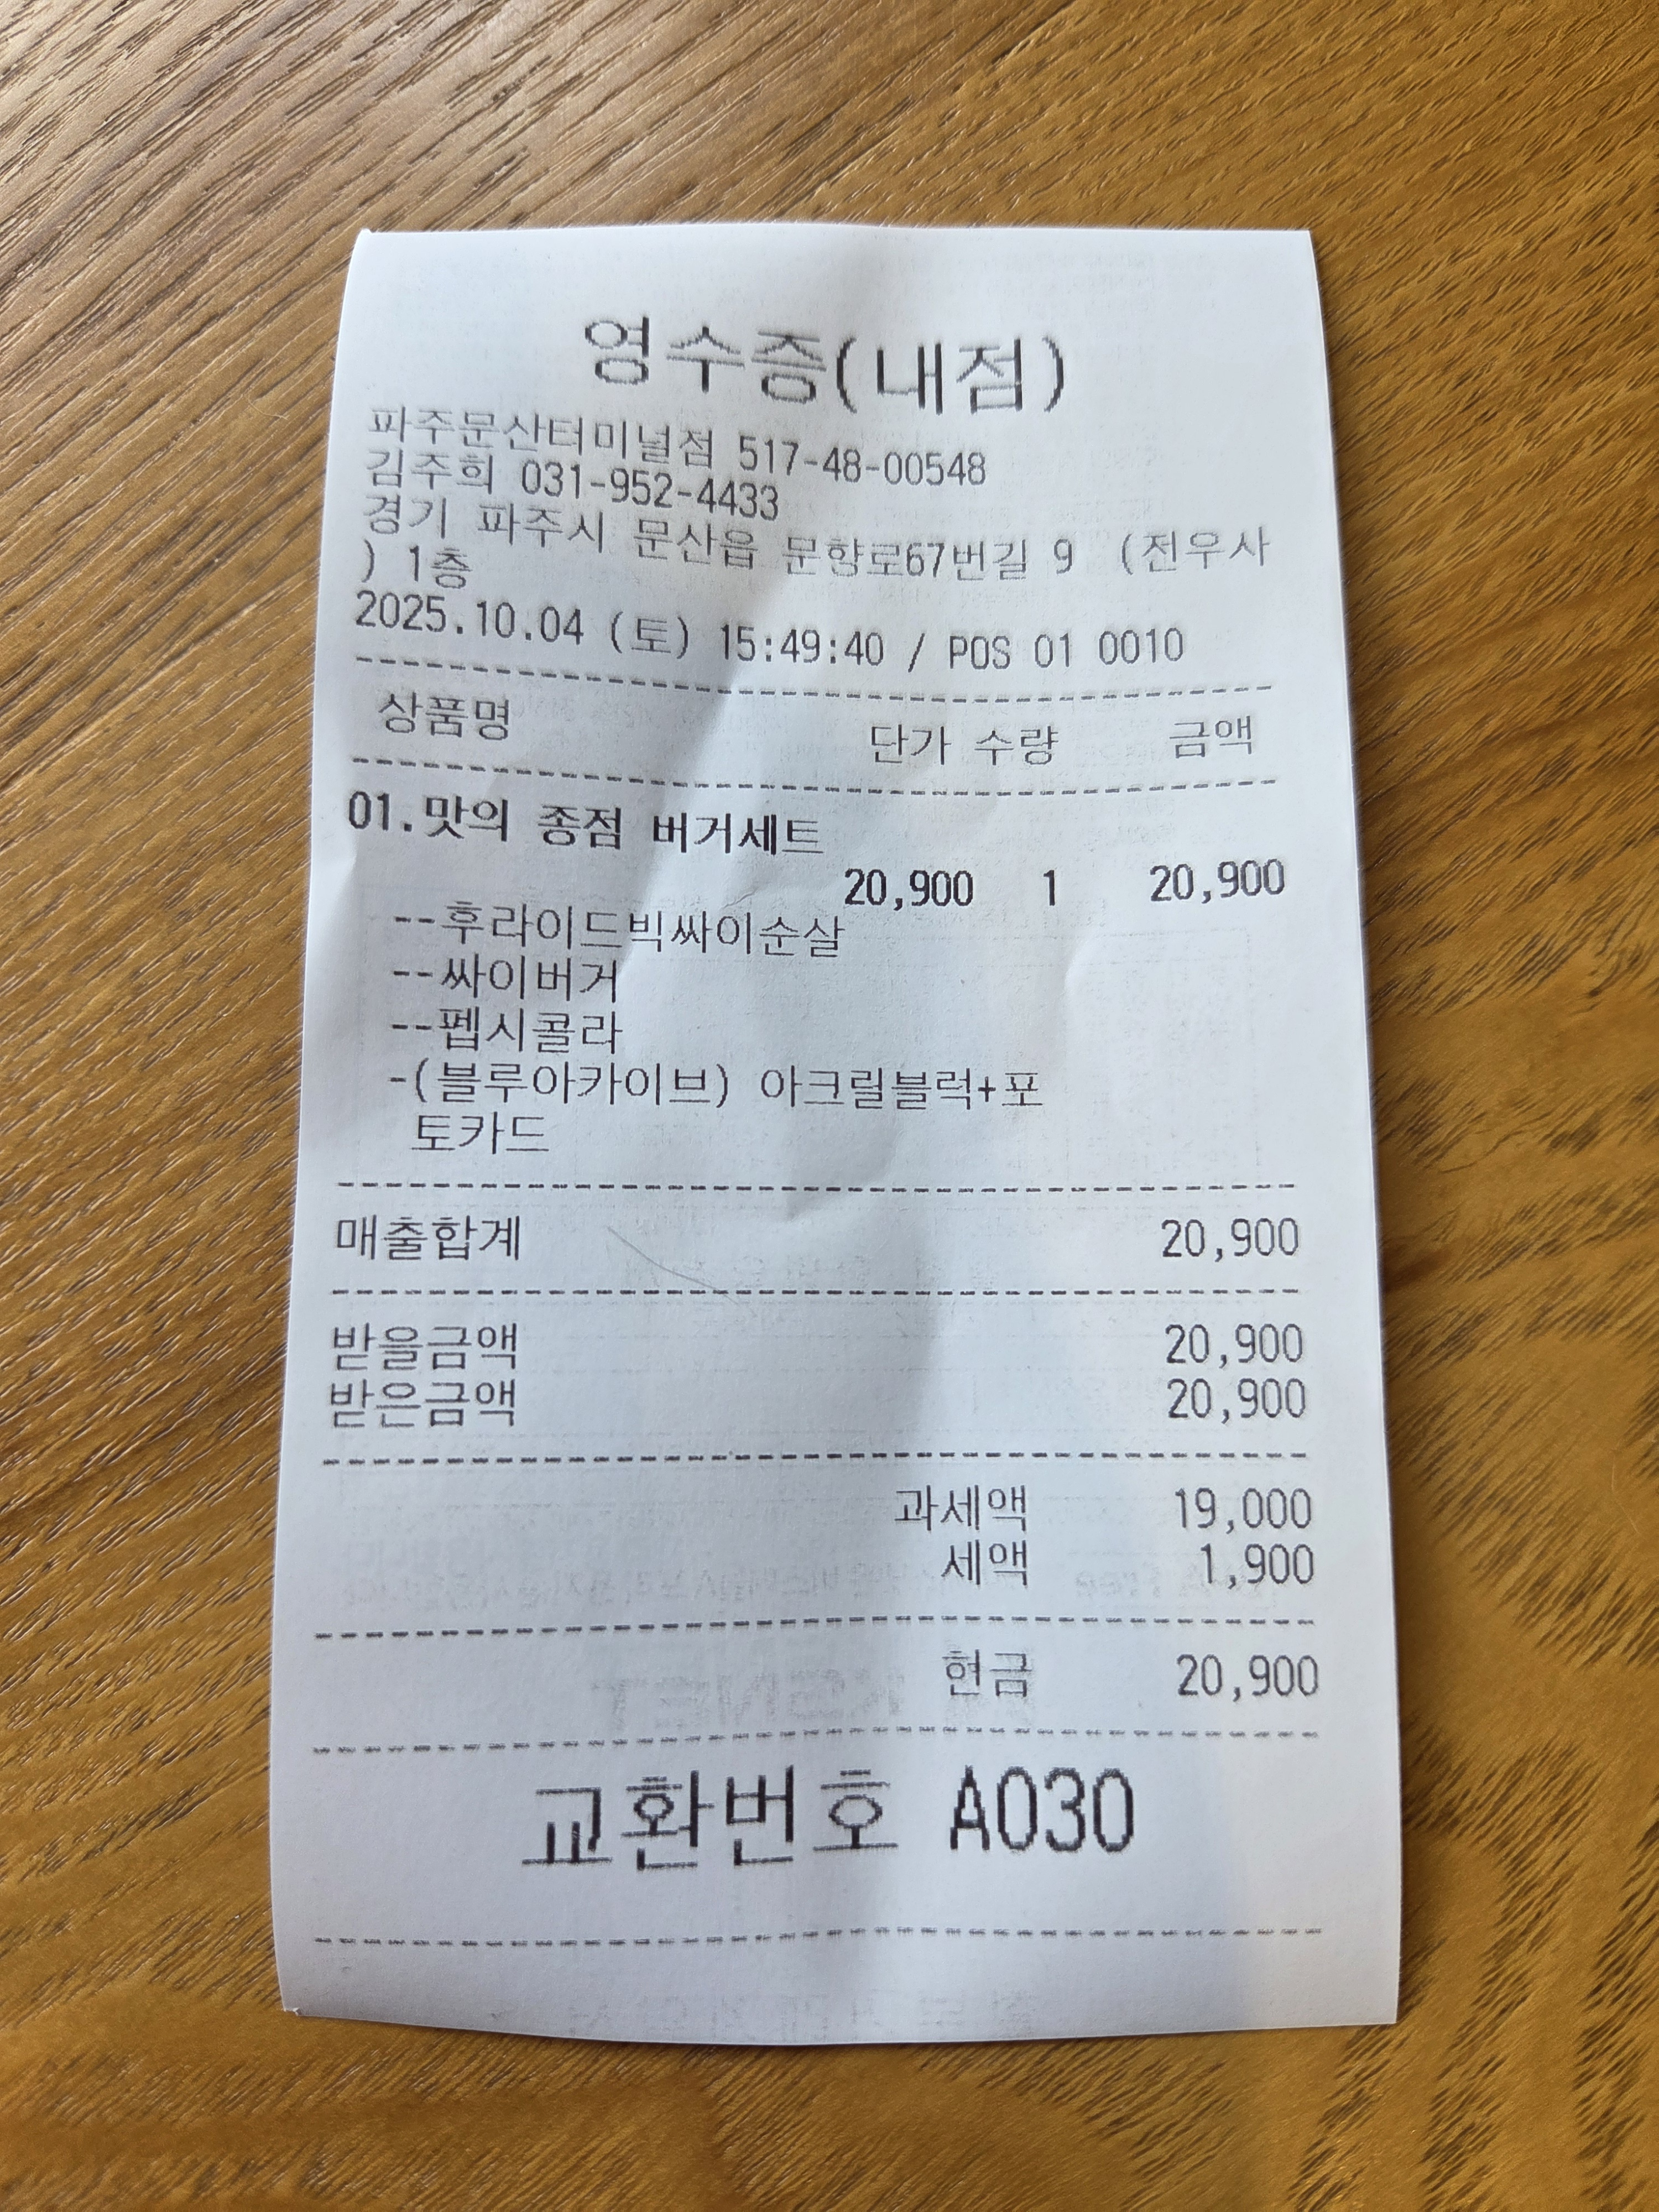 영수증(내점)
파주문산터미널점 517-48-00548
김주희 031-952-4433
경기 파주시 문산읍 문향로67번길 9 (전우사
) 1층
2025.10.04 (토) 15:49:40 / POS 01 0010
상품명 단가 수량 금액
01.맛의 종점 버거세트
20,900 1 20,900
--후라이드빅싸이순살
--싸이버거
--펩시콜라
-(블루아카이브) 아크릴블럭+포
토카드
매출합계 20,900
받을금액 20,900
받은금액 20,900
과세액 19,000
세액 1,900
현금 20,900
교환번호 A030